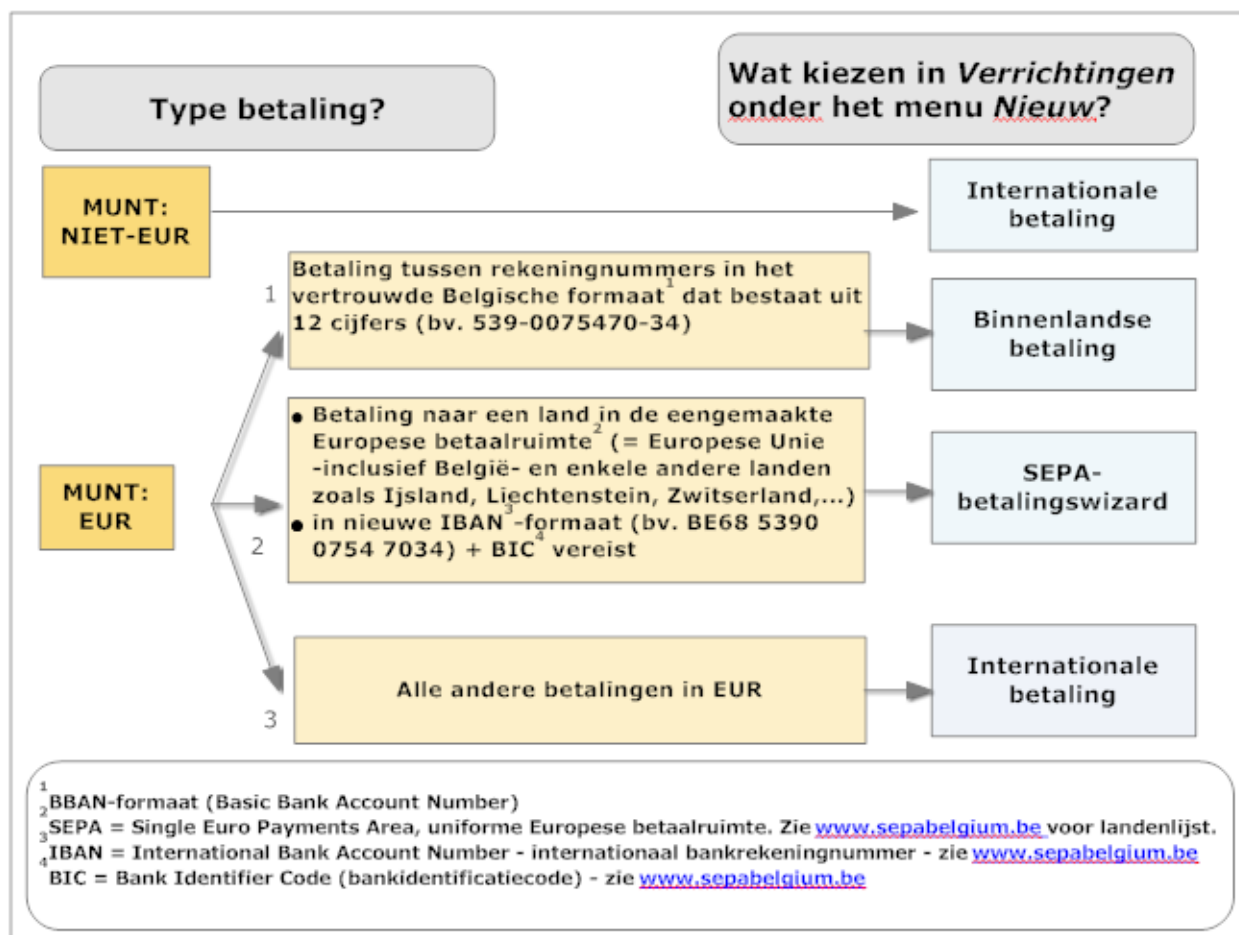 Type betaling?
Wat kiezen in Verrichtingen
onder het menu Nieuw?
MUNT:
NIET-EUR
Internationale
betaling
1
Betaling tussen rekeningnummers in het
vertrouwde Belgische formaat1 dat bestaat uit
12 cijfers (bv. 539-0075470-34)
Binnenlandse
betaling
MUNT:
EUR
2
• Betaling naar een land in de eengemaakte
Europese betaalruimte2 (= Europese Unie
-inclusief België- en enkele andere landen
zoals Ijsland, Liechtenstein, Zwitserland,...)
• in nieuwe IBAN3-formaat (bv. BE68 5390
0754 7034) + BIC4 vereist
SEPA-
betalingswizard
3
Alle andere betalingen in EUR
Internationale
betaling
1 BBAN-formaat (Basic Bank Account Number)
2 SEPA = Single Euro Payments Area, uniforme Europese betaalruimte. Zie www.sepabelgium.be voor landenlijst.
3 IBAN = International Bank Account Number - internationaal bankrekeningnummer - zie www.sepabelgium.be
4 BIC = Bank Identifier Code (bankidentificatiecode) - zie www.sepabelgium.be